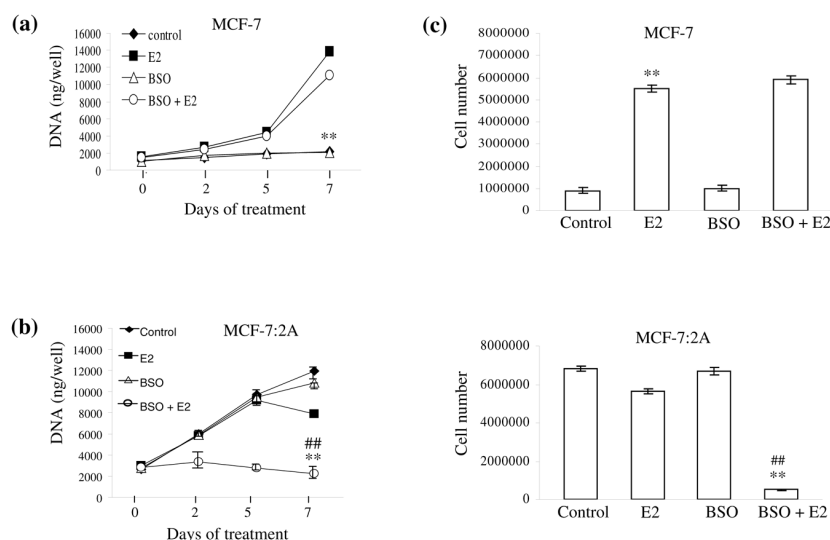 (a)
MCF-7
16000
14000
12000
10000
8000
6000
4000
2000
0
DNA (ng/well)
control
E2
BSO
BSO + E2
**
0 2 5 7
Days of treatment
(c)
MCF-7
8000000
7000000
6000000
5000000
4000000
3000000
2000000
1000000
0
Cell number
**
Control E2 BSO BSO + E2
(b)
MCF-7:2A
16000
14000
12000
10000
8000
6000
4000
2000
0
DNA (ng/well)
Control
E2
BSO
BSO + E2
##
**
0 2 5 7
Days of treatment
MCF-7:2A
8000000
6000000
4000000
2000000
0
Cell number
##
**
Control E2 BSO BSO + E2